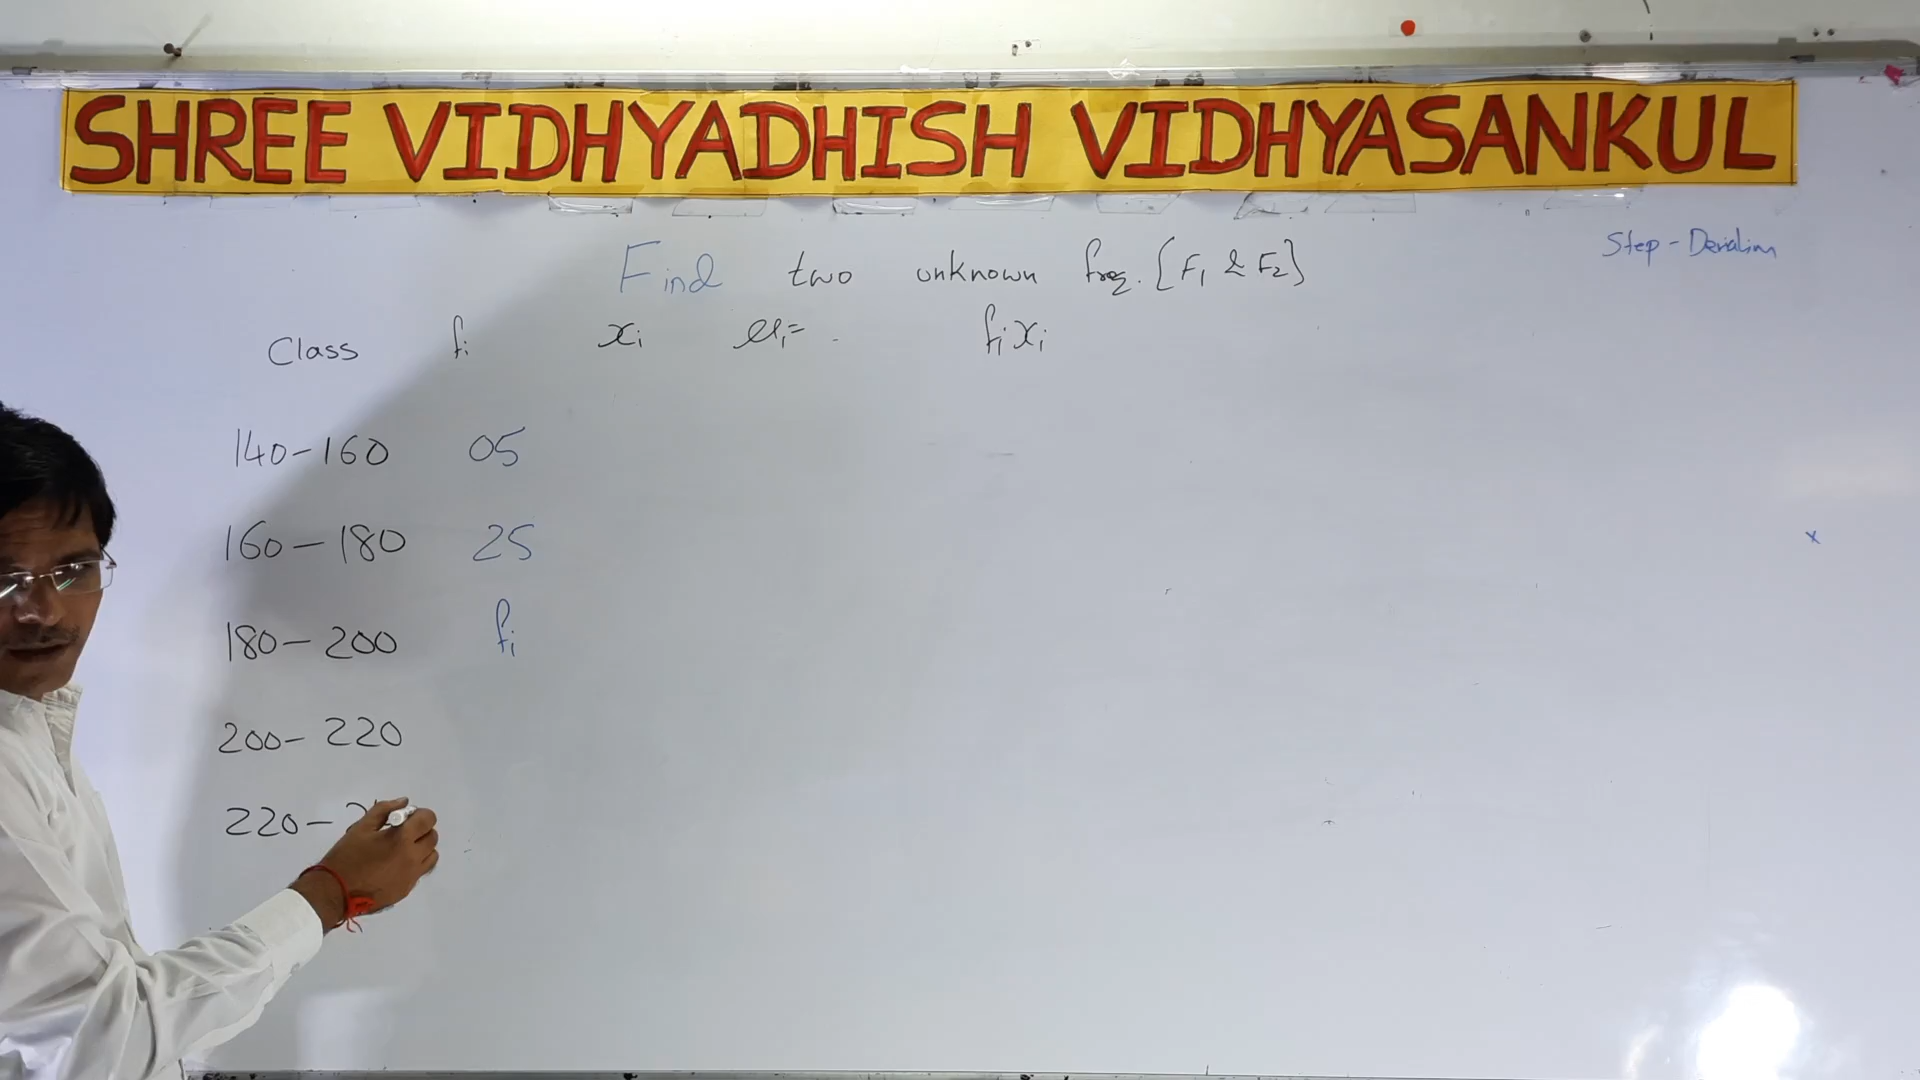 SHREE VIDHYADHISH VIDHYASANKUL
Step-Deviation
Find two unknown freq. {F₁ & F₂}
Class fᵢ xᵢ uᵢ= fᵢxᵢ
140-160 05
160-180 25
180-200 f₁
200-220
220-
x